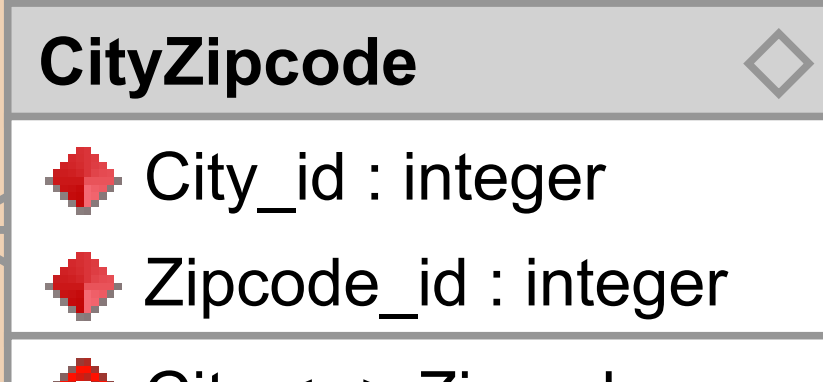 CityZipcode
City_id : integer
Zipcode_id : integer